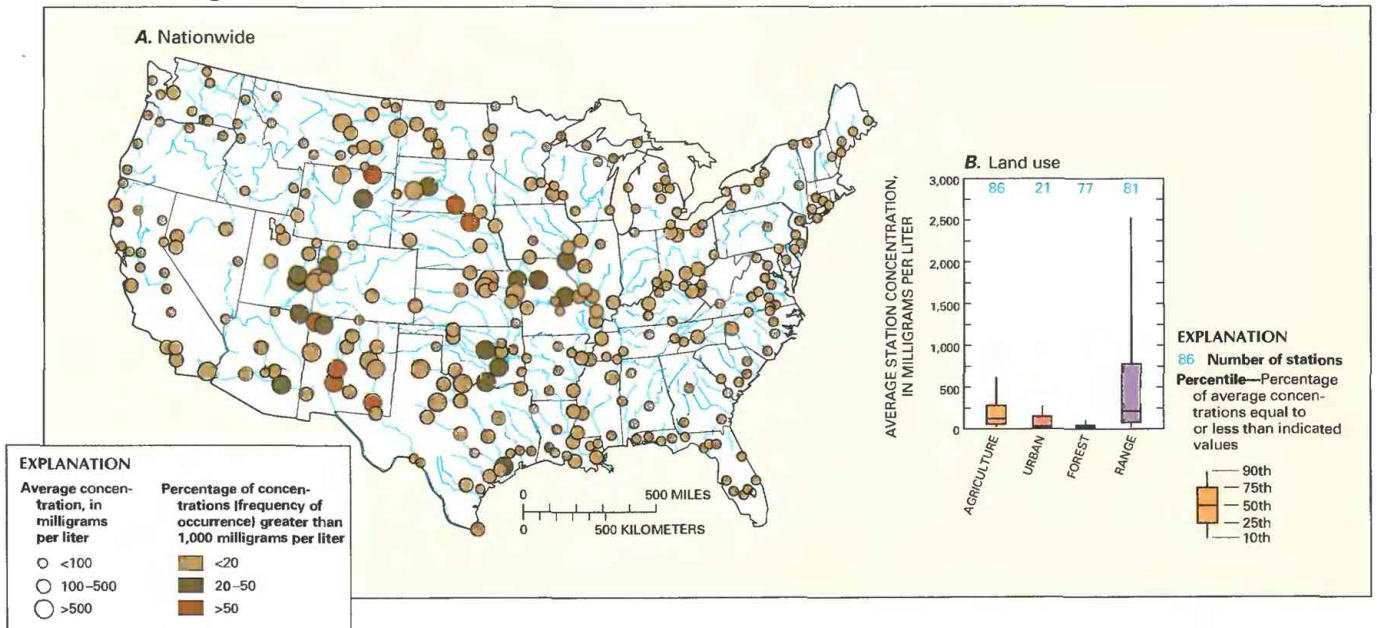 A. Nationwide
0 500 MILES
0 500 KILOMETERS
EXPLANATION
Average concen-
tration, in
milligrams
per liter
<100
100–500
>500
Percentage of concen-
trations (frequency of
occurrence) greater than
1,000 milligrams per liter
<20
20–50
>50
B. Land use
AVERAGE STATION CONCENTRATION,
IN MILLIGRAMS PER LITER
3,000
2,500
2,000
1,500
1,000
500
0
86 21 77 81
AGRICULTURE
URBAN
FOREST
RANGE
EXPLANATION
86 Number of stations
Percentile—Percentage
of average concen-
trations equal to
or less than indicated
values
90th
75th
50th
25th
10th